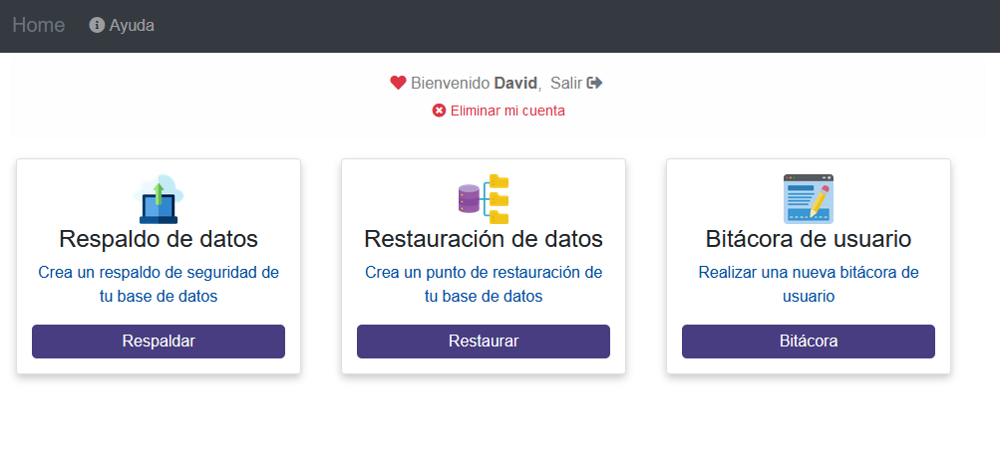 Home Ayuda
Bienvenido David, Salir
Eliminar mi cuenta
Respaldo de datos
Crea un respaldo de seguridad de
tu base de datos
Respaldar
Restauración de datos
Crea un punto de restauración de
tu base de datos
Restaurar
Bitácora de usuario
Realizar una nueva bitácora de
usuario
Bitácora